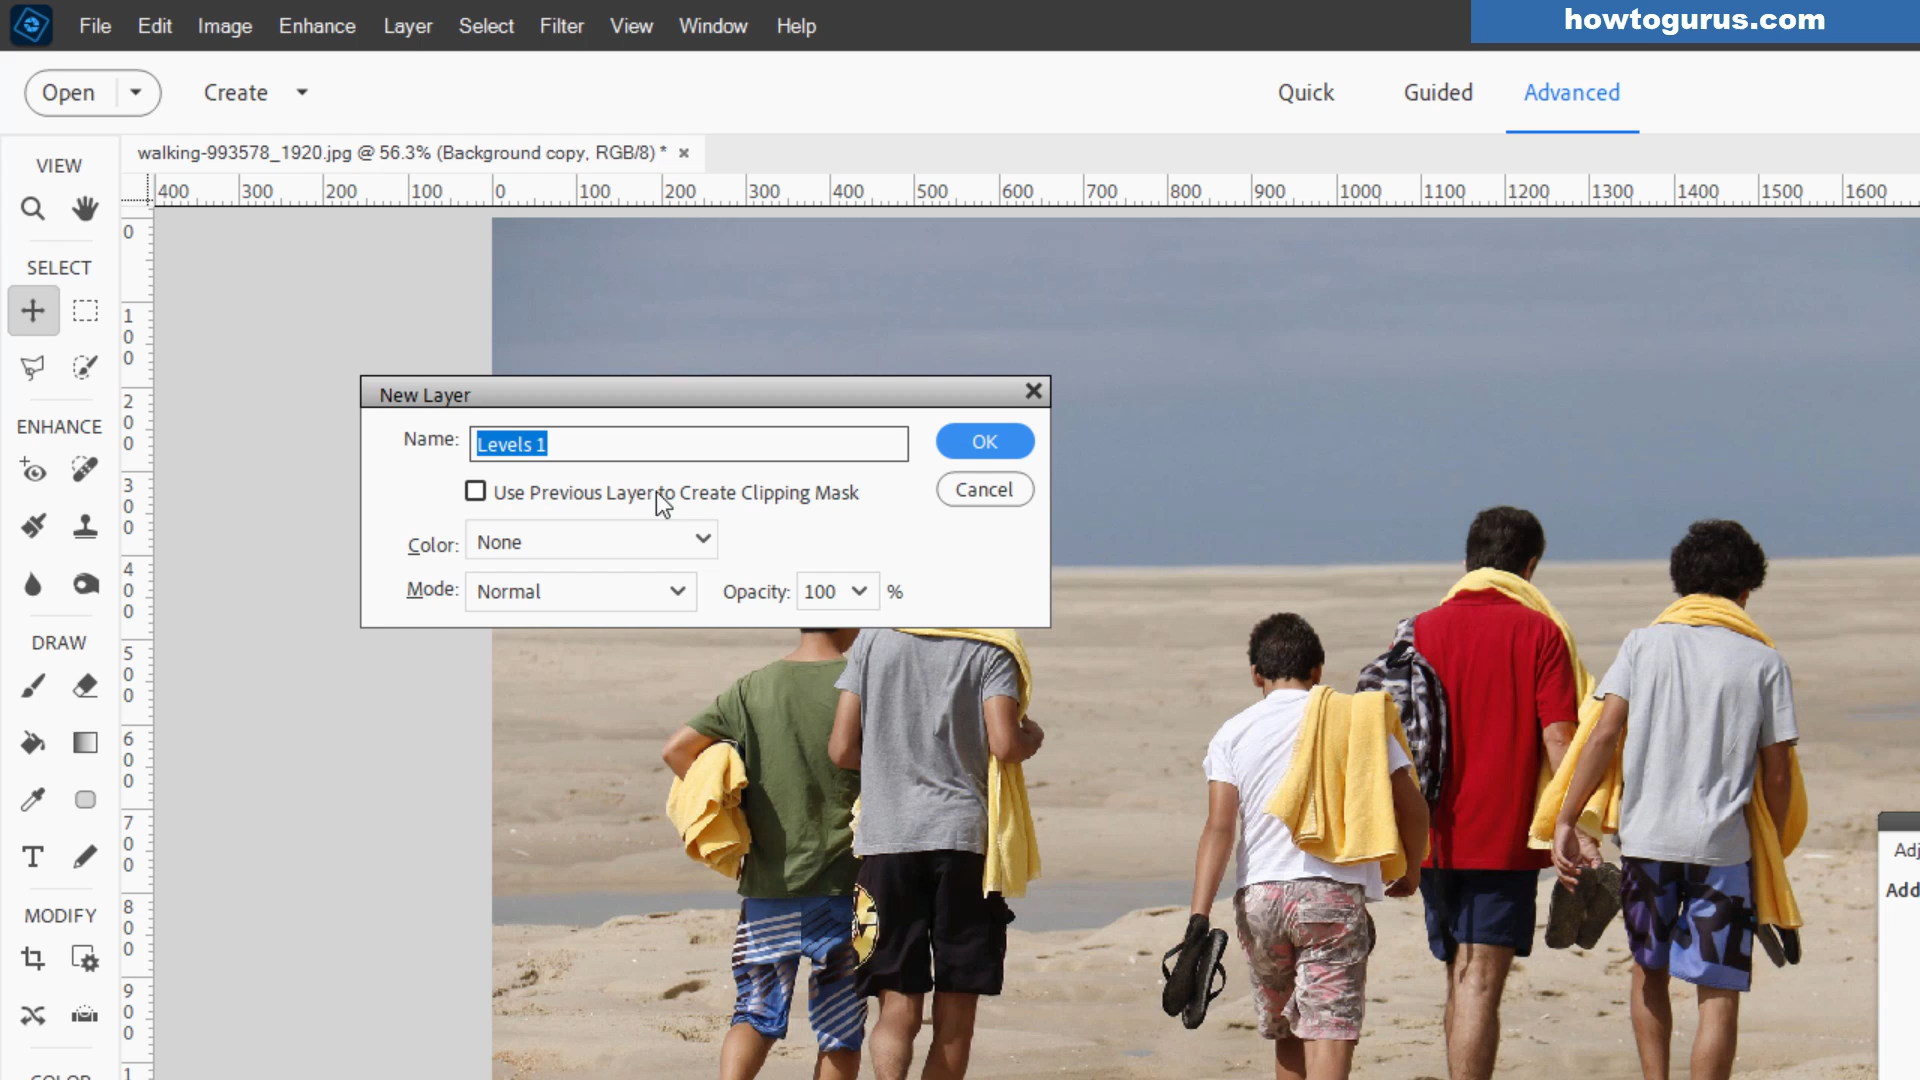 File Edit Image Enhance Layer Select Filter View Window Help
howtogurus.com
Open Create Quick Guided Advanced
walking-993578_1920.jpg @ 56.3% (Background copy, RGB/8) * ×
400 300 200 100 0 100 200 300 400 500 600 700 800 900 1000 1100 1200 1300 1400 1500 1600
VIEW
SELECT
ENHANCE
DRAW
T
MODIFY
COLOR
0
100
200
300
400
500
600
700
800
900
1
New Layer
Name: Levels 1 OK
Use Previous Layer to Create Clipping Mask Cancel
Color: None
Mode: Normal Opacity: 100 %
Adj
Add